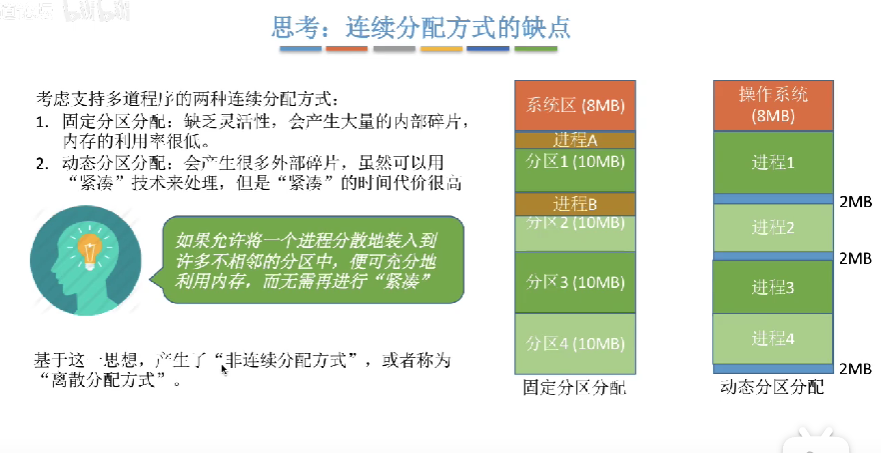 思考：连续分配方式的缺点
考虑支持多道程序的两种连续分配方式：
1. 固定分区分配：缺乏灵活性，会产生大量的内部碎片，
内存的利用率很低。
2. 动态分区分配：会产生很多外部碎片，虽然可以用
“紧凑”技术来处理，但是“紧凑”的时间代价很高
如果允许将一个进程分散地装入到
许多不相邻的分区中，便可充分地
利用内存，而无需再进行“紧凑”
基于这一思想，产生了“非连续分配方式”，或者称为
“离散分配方式”。
系统区 (8MB)
进程A
分区1 (10MB)
进程B
分区2 (10MB)
分区3 (10MB)
分区4 (10MB)
固定分区分配
操作系统
(8MB)
进程1
2MB
进程2
2MB
进程3
进程4
2MB
动态分区分配